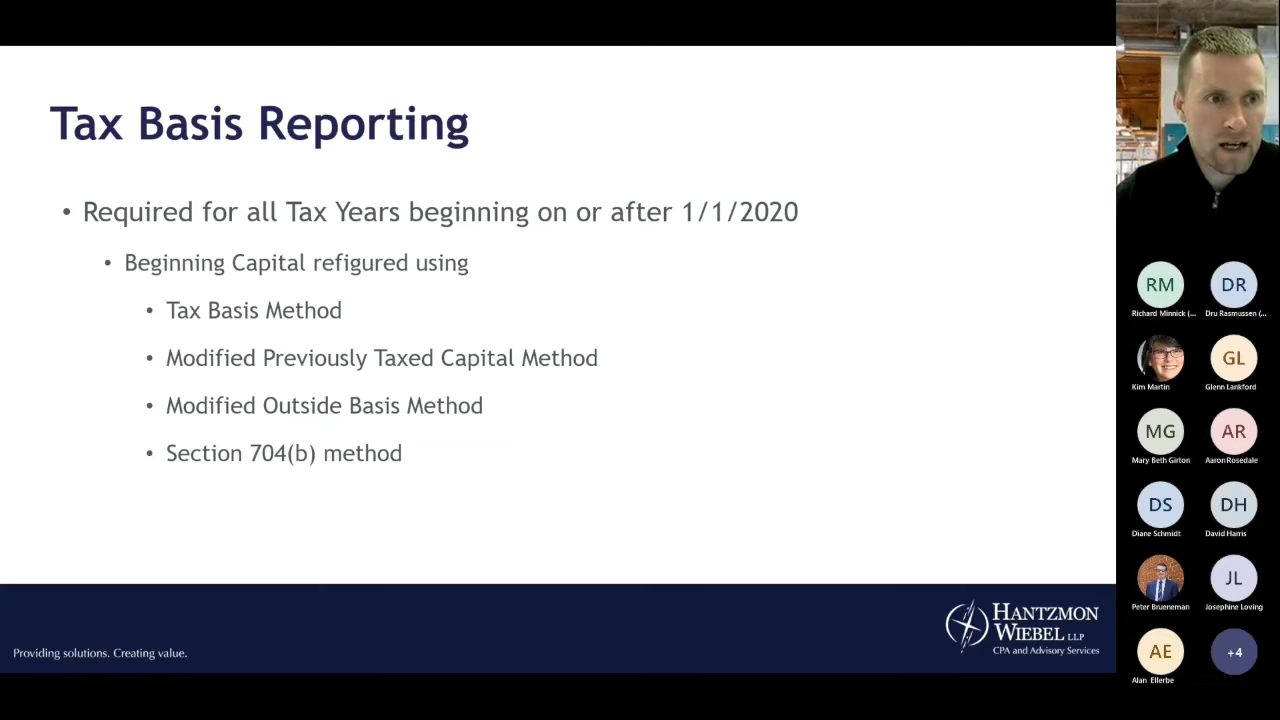 Tax Basis Reporting
• Required for all Tax Years beginning on or after 1/1/2020
• Beginning Capital refigured using
• Tax Basis Method
• Modified Previously Taxed Capital Method
• Modified Outside Basis Method
• Section 704(b) method
Providing solutions. Creating value.
HANTZMON
WIEBEL LLP
CPA and Advisory Services
RM
DR
Richard Minnick (...
Dru Rasmussen (...
Kim Martin
GL
Glenn Lankford
MG
AR
Mary Beth Girton
Aaron Rosedale
DS
DH
Diane Schmidt
David Harris
Peter Brueneman
JL
Josephine Loving
AE
+4
Alan Ellerbe